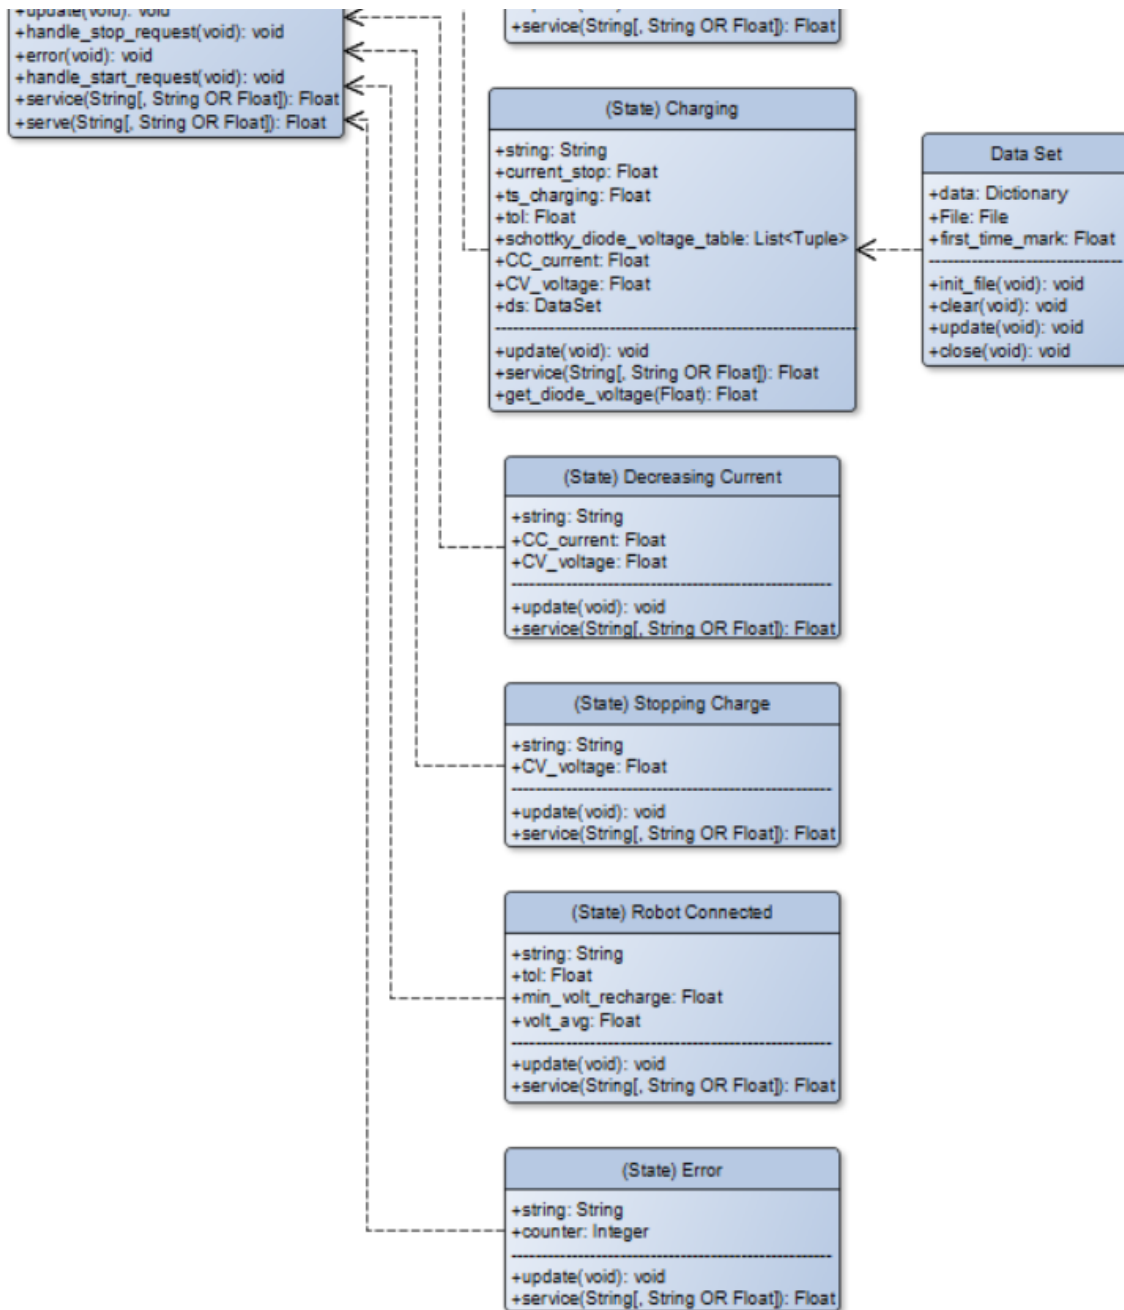 +update(void): void
+handle_stop_request(void): void
+error(void): void
+handle_start_request(void): void
+service(String[, String OR Float]): Float
+serve(String[, String OR Float]): Float
+service(String[, String OR Float]): Float
(State) Charging
+string: String
+current_stop: Float
+ts_charging: Float
+tol: Float
+schottky_diode_voltage_table: List<Tuple>
+CC_current: Float
+CV_voltage: Float
+ds: DataSet
+update(void): void
+service(String[, String OR Float]): Float
+get_diode_voltage(Float): Float
Data Set
+data: Dictionary
+File: File
+first_time_mark: Float
+init_file(void): void
+clear(void): void
+update(void): void
+close(void): void
(State) Decreasing Current
+string: String
+CC_current: Float
+CV_voltage: Float
+update(void): void
+service(String[, String OR Float]): Float
(State) Stopping Charge
+string: String
+CV_voltage: Float
+update(void): void
+service(String[, String OR Float]): Float
(State) Robot Connected
+string: String
+tol: Float
+min_volt_recharge: Float
+volt_avg: Float
+update(void): void
+service(String[, String OR Float]): Float
(State) Error
+string: String
+counter: Integer
+update(void): void
+service(String[, String OR Float]): Float